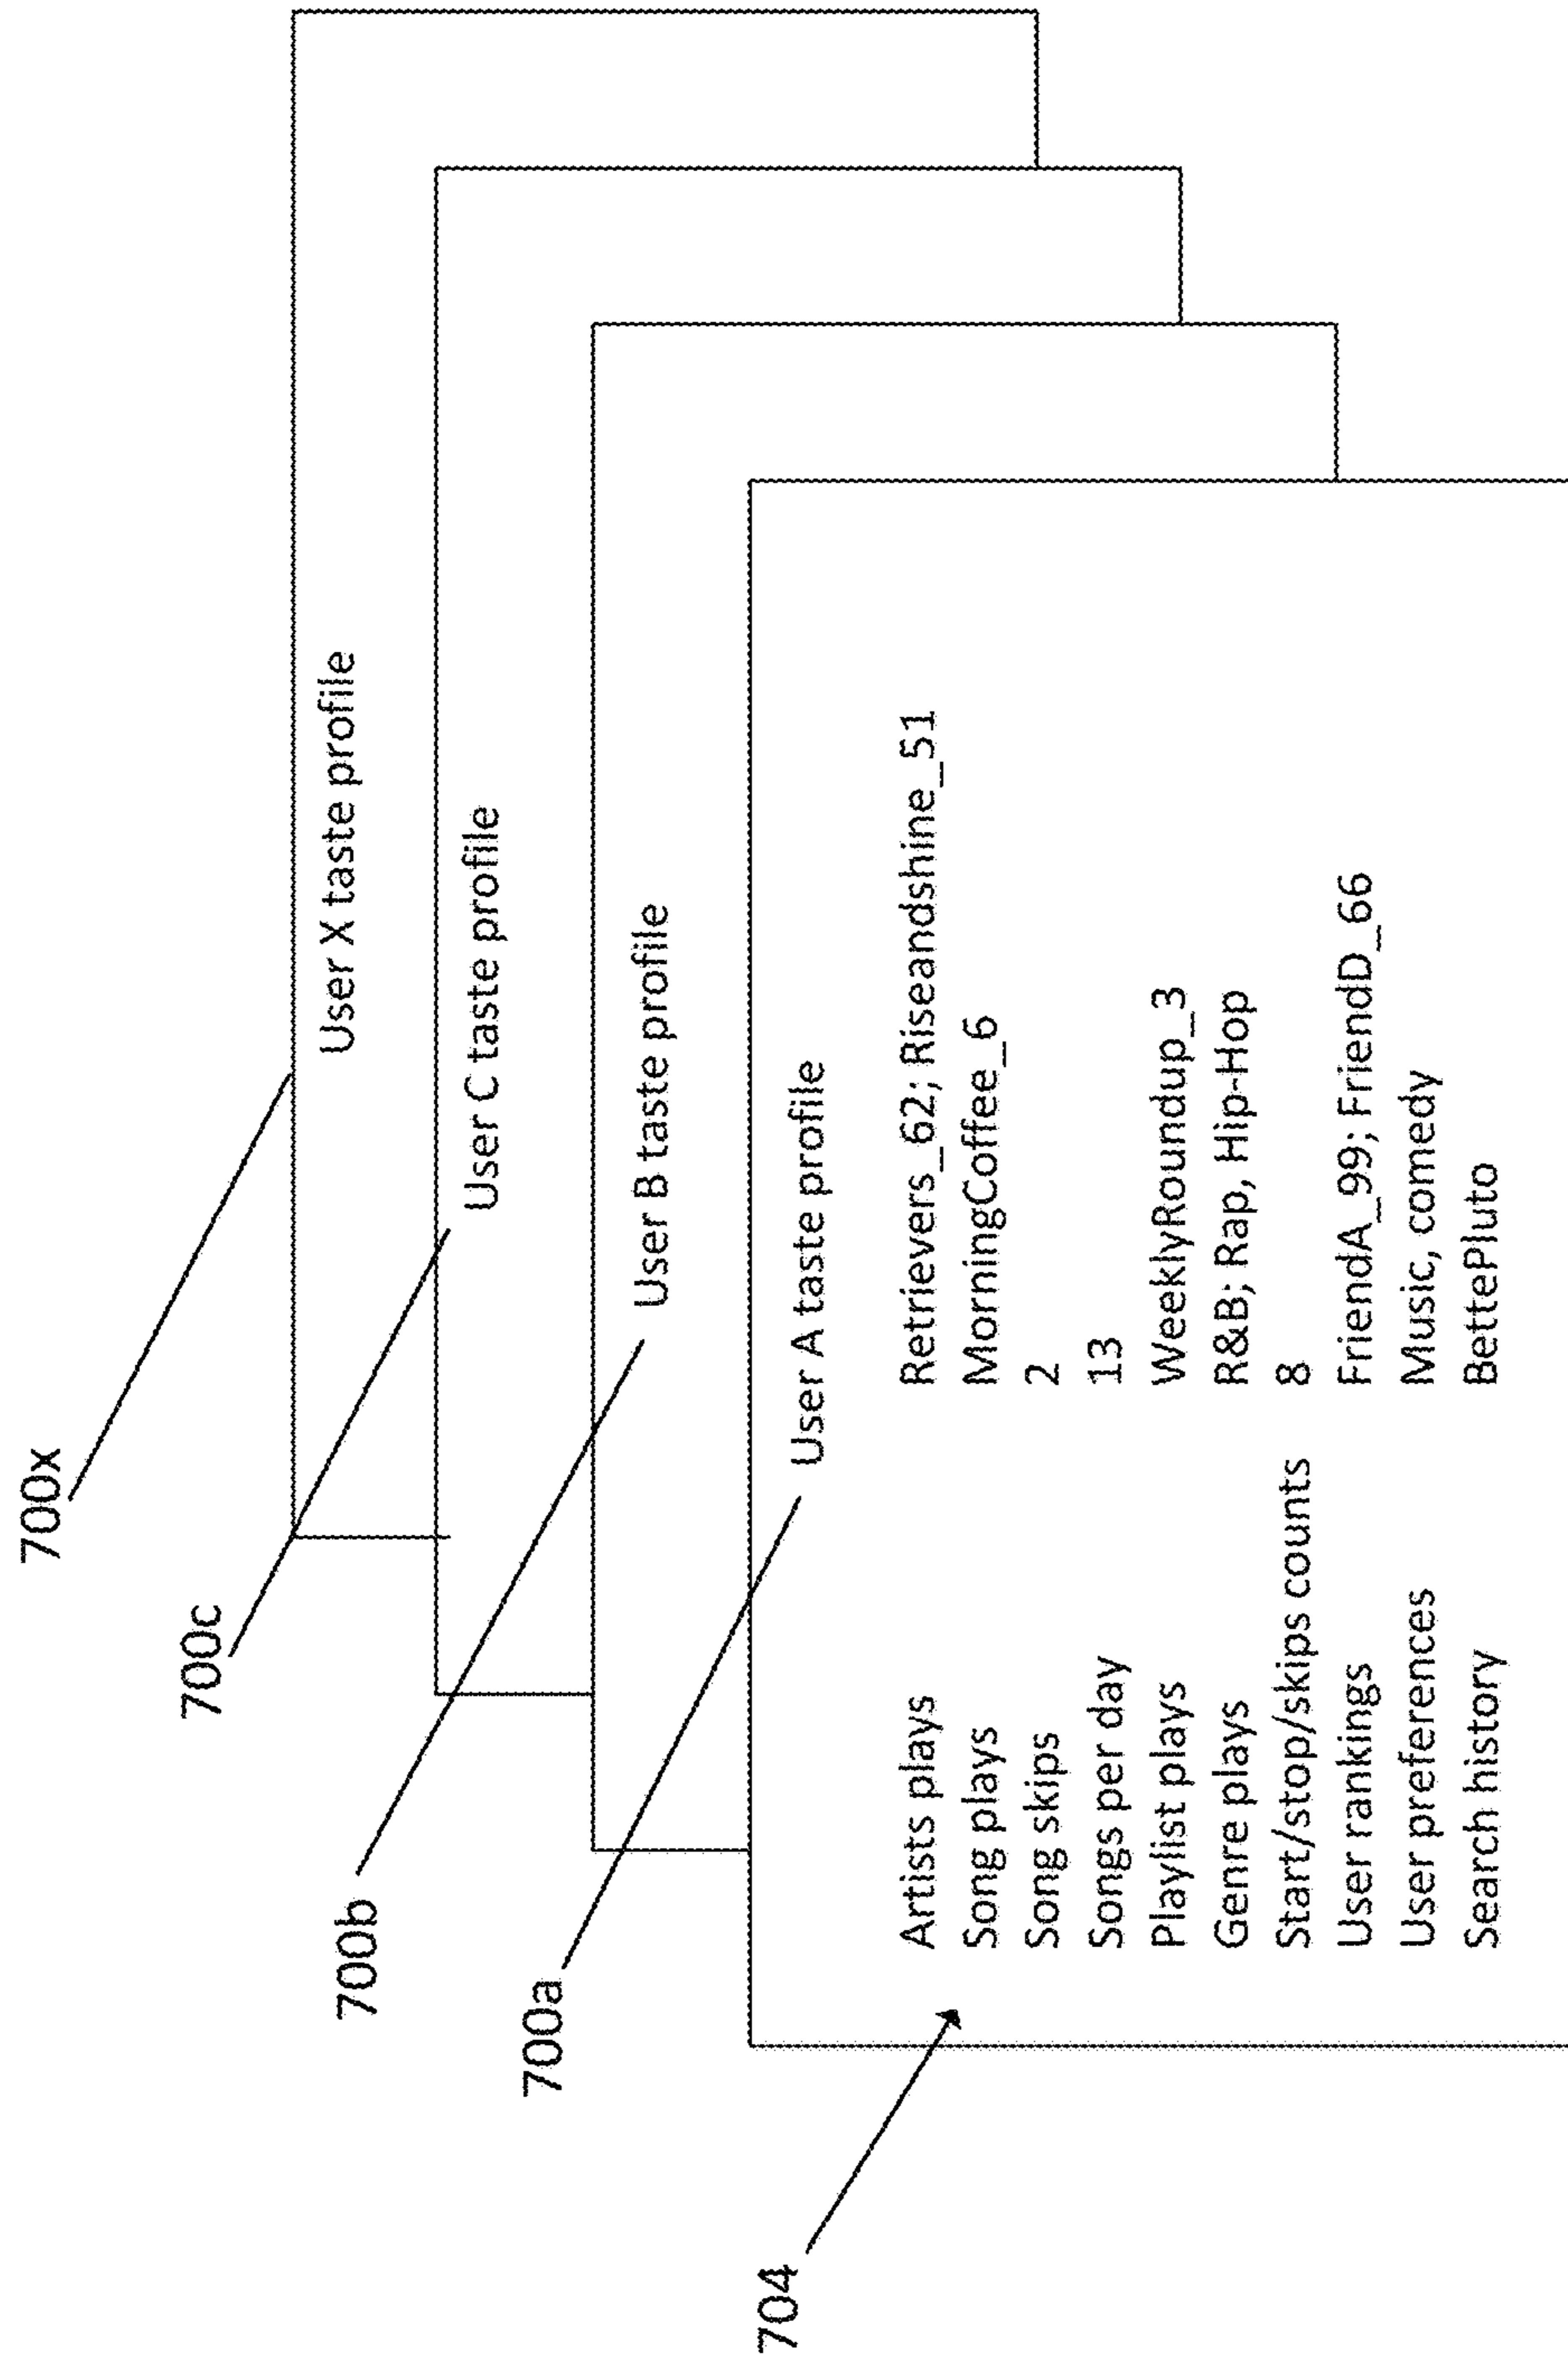 700x
User X taste profile
700c
User C taste profile
700b
User B taste profile
700a
User A taste profile
704
Artists plays Retrievers_62; Riseandshine_51
Song plays MorningCoffee_6
Song skips 2
Songs per day 13
Playlist plays WeeklyRoundup_3
Genre plays R&B; Rap, Hip-Hop
Start/stop/skips counts 8
User rankings FriendA_99; FriendD_66
User preferences Music, comedy
Search history BettePluto